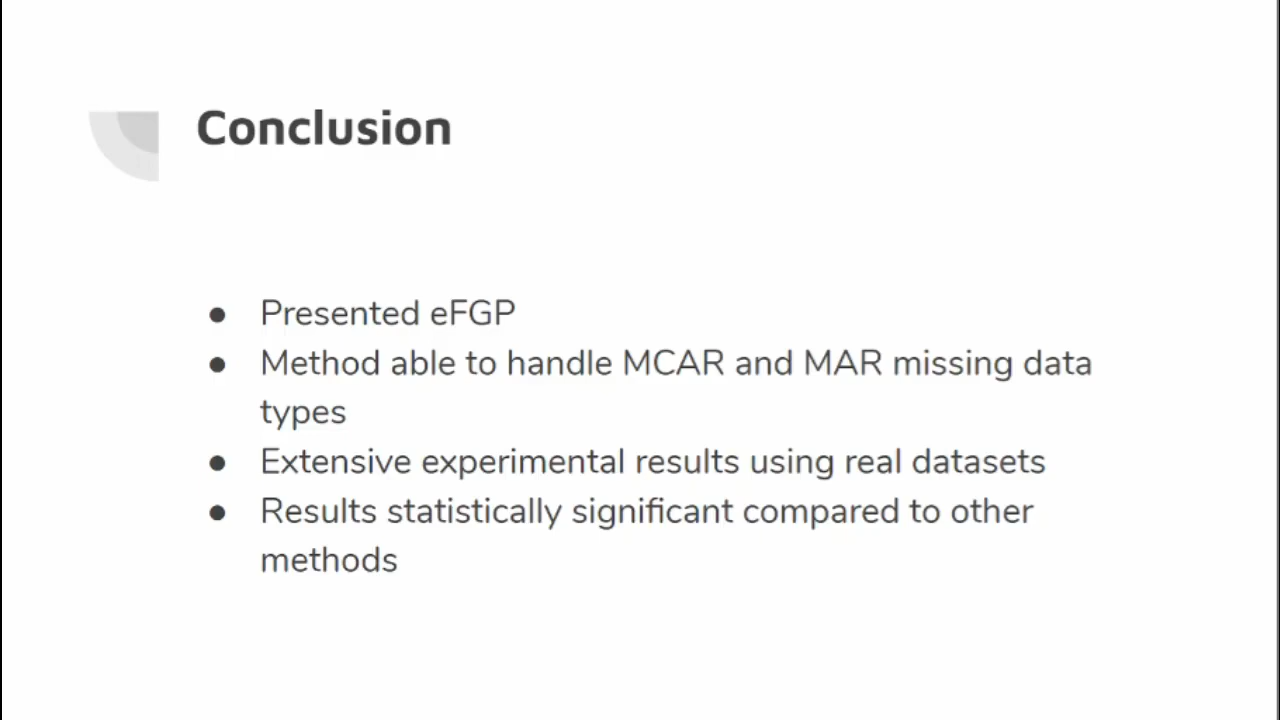 Conclusion
● Presented eFGP
● Method able to handle MCAR and MAR missing data
types
● Extensive experimental results using real datasets
● Results statistically significant compared to other
methods